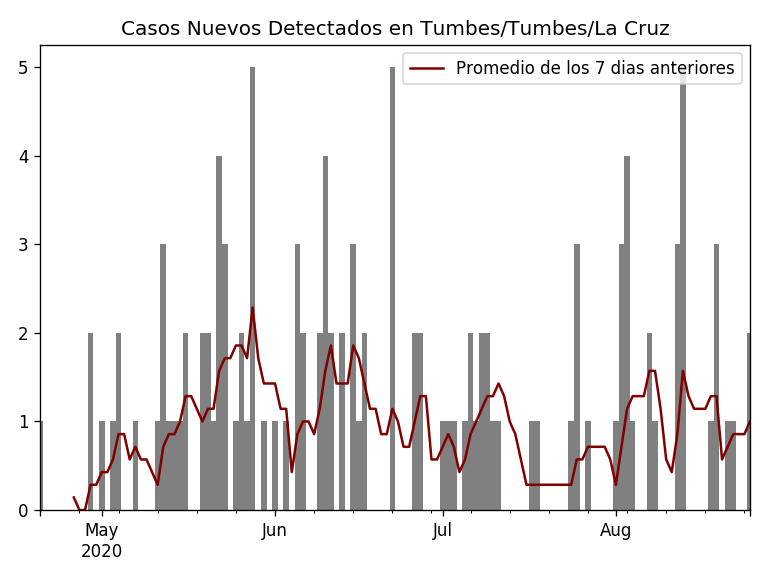 Casos Nuevos Detectados en Tumbes/Tumbes/La Cruz
Promedio de los 7 dias anteriores
5
4
3
2
1
0
May
2020
Jun
Jul
Aug